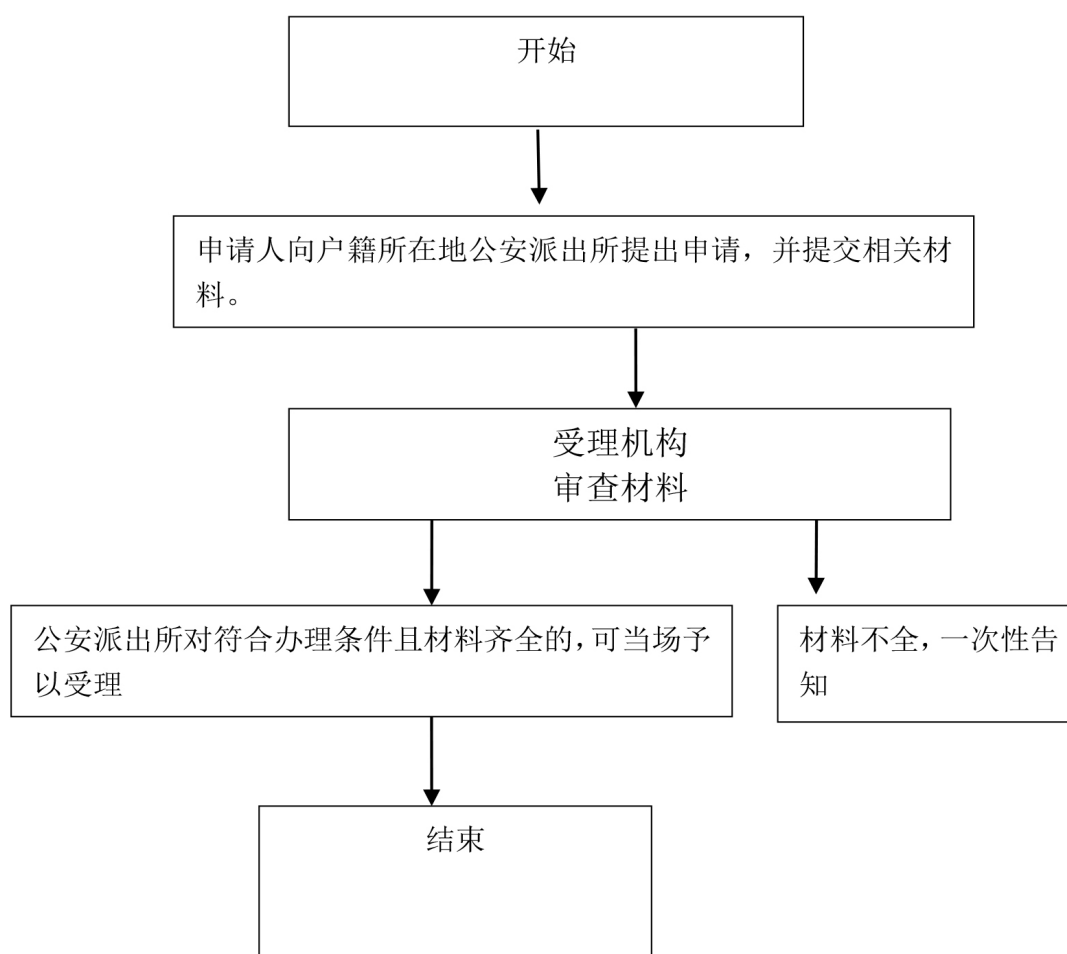 开始
申请人向户籍所在地公安派出所提出申请，并提交相关材
料。
受理机构
审查材料
公安派出所对符合办理条件且材料齐全的，可当场予
以受理
材料不全，一次性告
知
结束